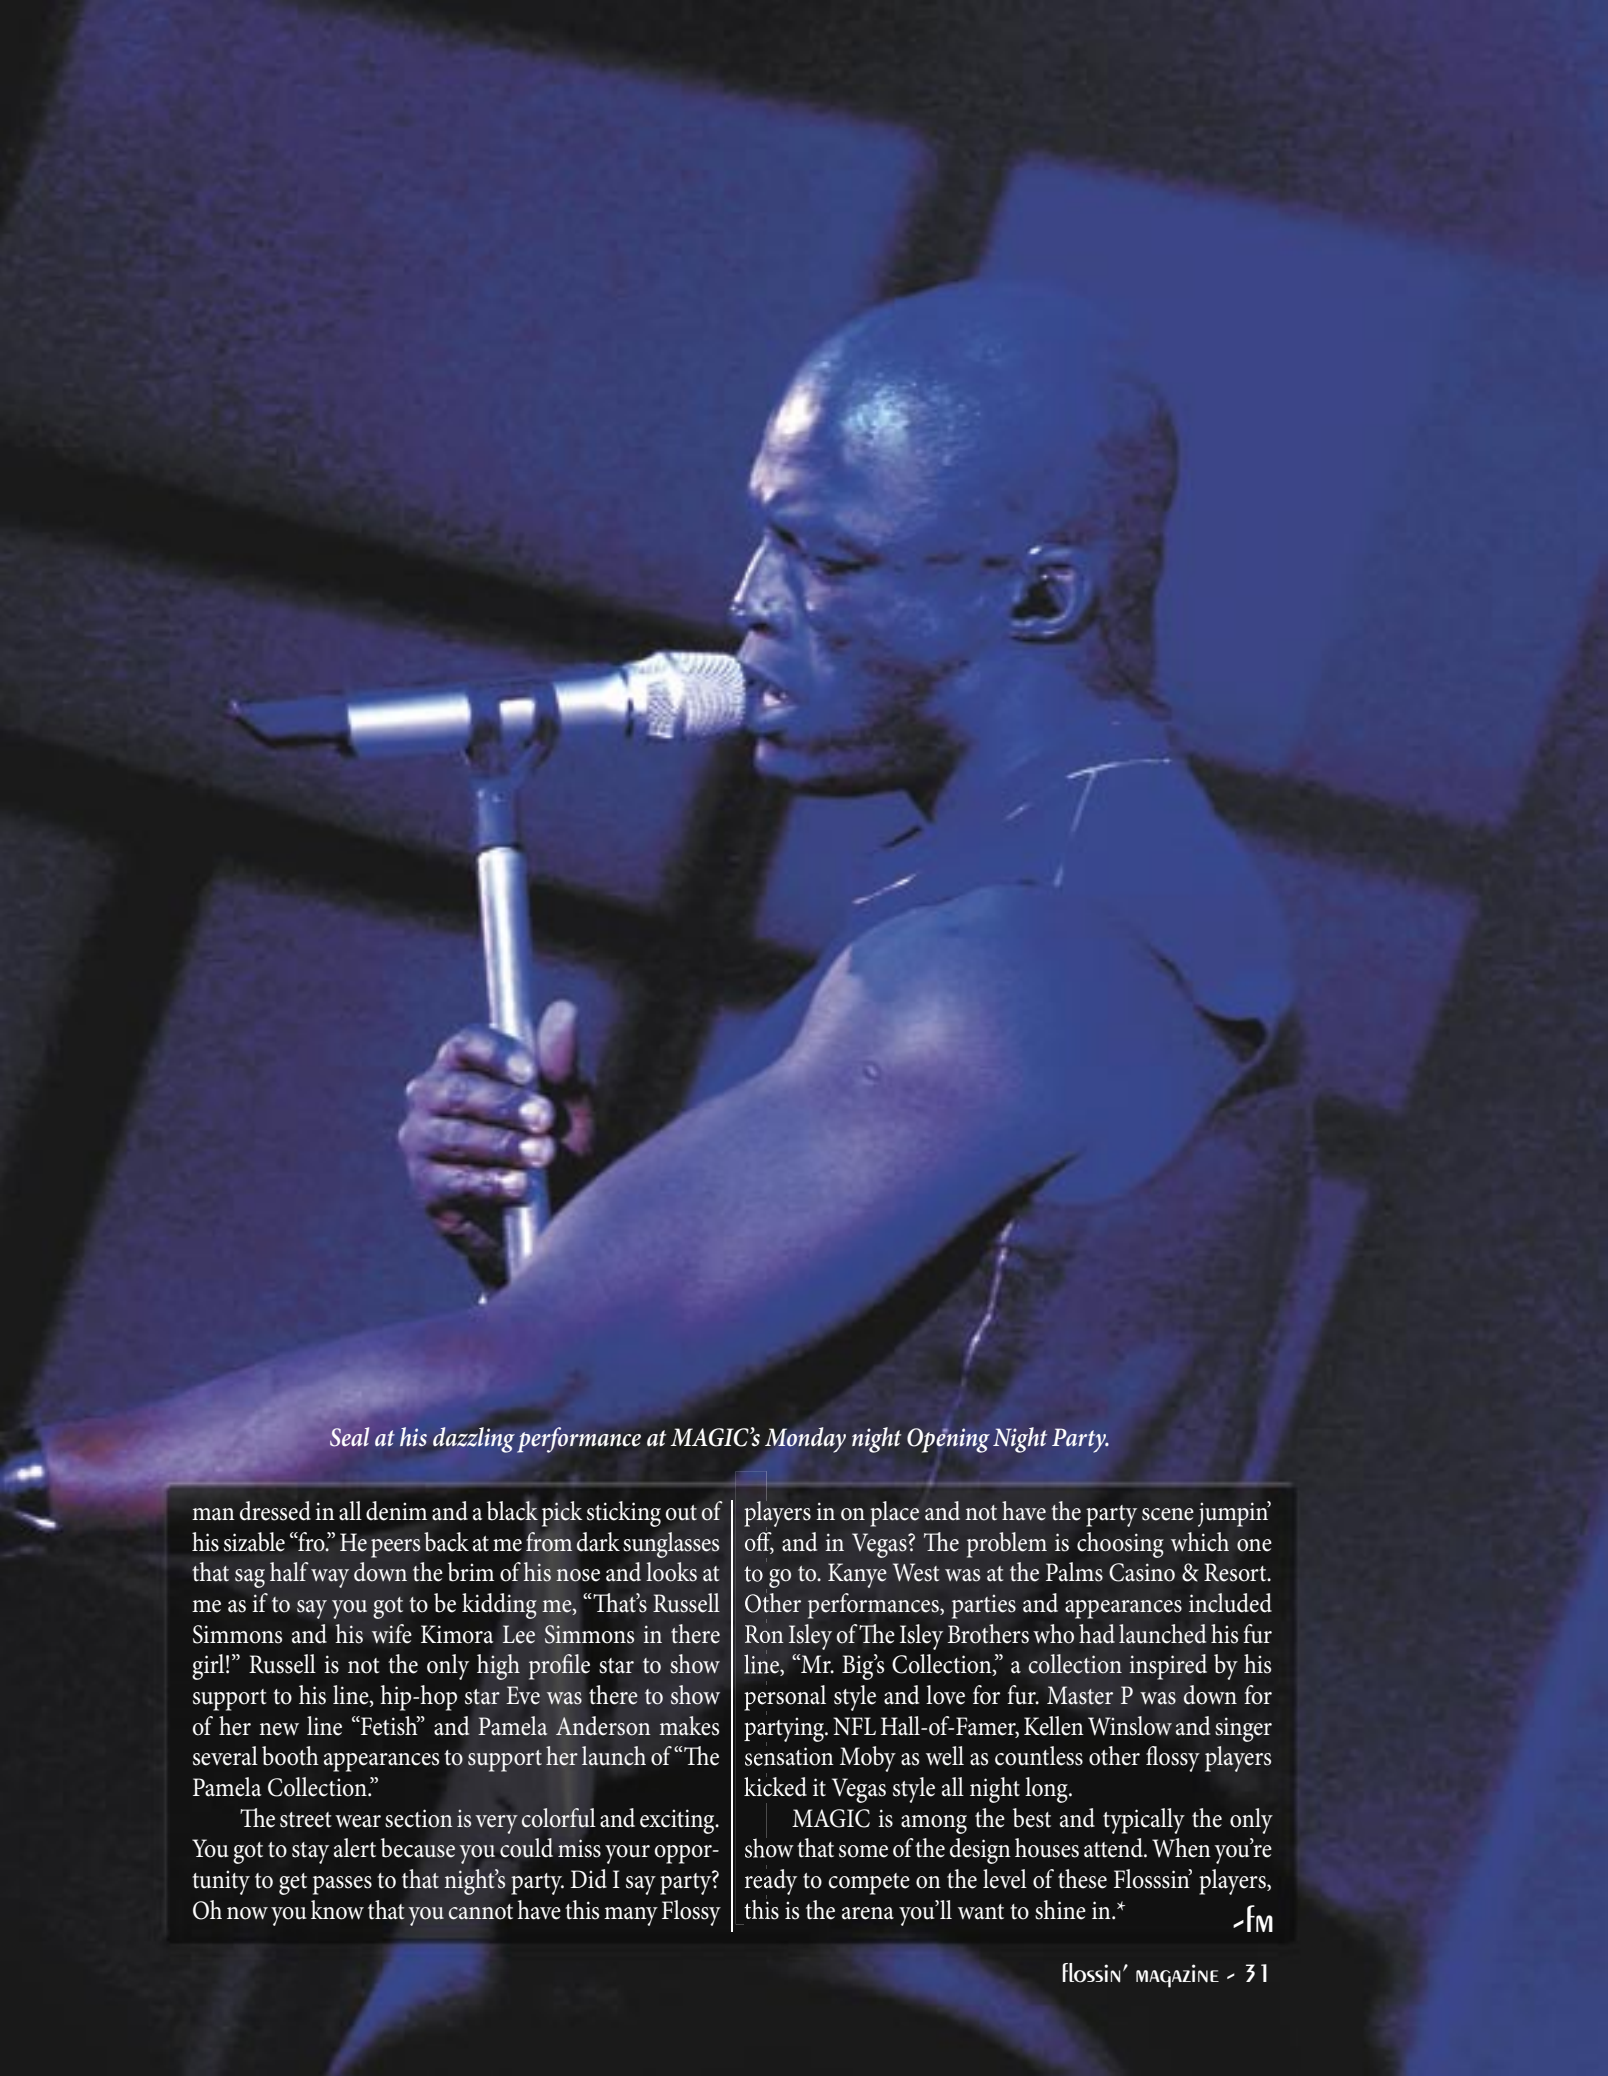 Seal at his dazzling performance at MAGIC's Monday night Opening Night Party.
man dressed in all denim and a black pick sticking out of
his sizable “fro.” He peers back at me from dark sunglasses
that sag half way down the brim of his nose and looks at
me as if to say you got to be kidding me, “That’s Russell
Simmons and his wife Kimora Lee Simmons in there
girl!” Russell is not the only high profile star to show
support to his line, hip-hop star Eve was there to show
of her new line “Fetish” and Pamela Anderson makes
several booth appearances to support her launch of “The
Pamela Collection.”
The street wear section is very colorful and exciting.
You got to stay alert because you could miss your oppor-
tunity to get passes to that night’s party. Did I say party?
Oh now you know that you cannot have this many Flossy
players in on place and not have the party scene jumpin’
off, and in Vegas? The problem is choosing which one
to go to. Kanye West was at the Palms Casino & Resort.
Other performances, parties and appearances included
Ron Isley of The Isley Brothers who had launched his fur
line, “Mr. Big’s Collection,” a collection inspired by his
personal style and love for fur. Master P was down for
partying. NFL Hall-of-Famer, Kellen Winslow and singer
sensation Moby as well as countless other flossy players
kicked it Vegas style all night long.
MAGIC is among the best and typically the only
show that some of the design houses attend. When you’re
ready to compete on the level of these Flosssin’ players,
this is the arena you’ll want to shine in.*
-fM
flossiN’ MAGAZiNE - 31